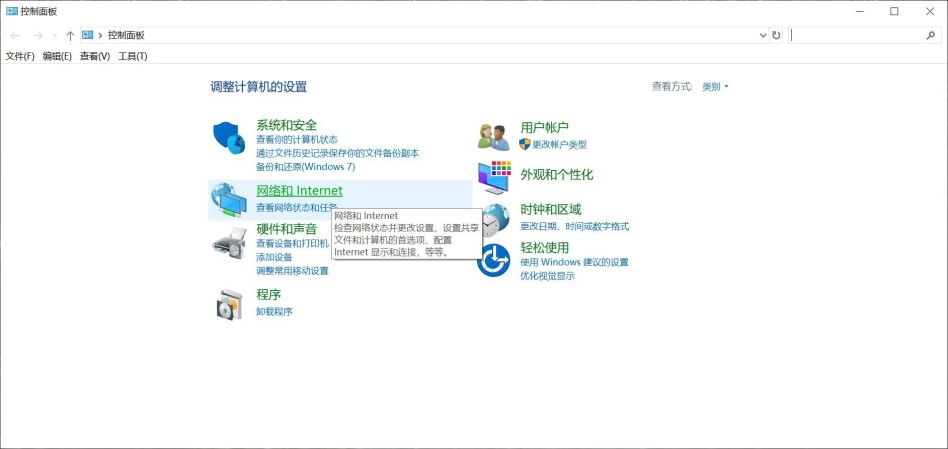 控制面板
控制面板
文件(F) 编辑(E) 查看(V) 工具(T)
调整计算机的设置
查看方式: 类别
系统和安全
查看你的计算机状态
通过文件历史记录保存你的文件备份副本
备份和还原(Windows 7)
网络和 Internet
查看网络状态和任务
网络和 Internet
检查网络状态并更改设置、设置共享
文件和计算机的首选项、配置
Internet 显示和连接，等等。
硬件和声音
查看设备和打印机
添加设备
调整常用移动设置
程序
卸载程序
用户帐户
更改帐户类型
外观和个性化
时钟和区域
更改日期、时间或数字格式
轻松使用
使用 Windows 建议的设置
优化视觉显示